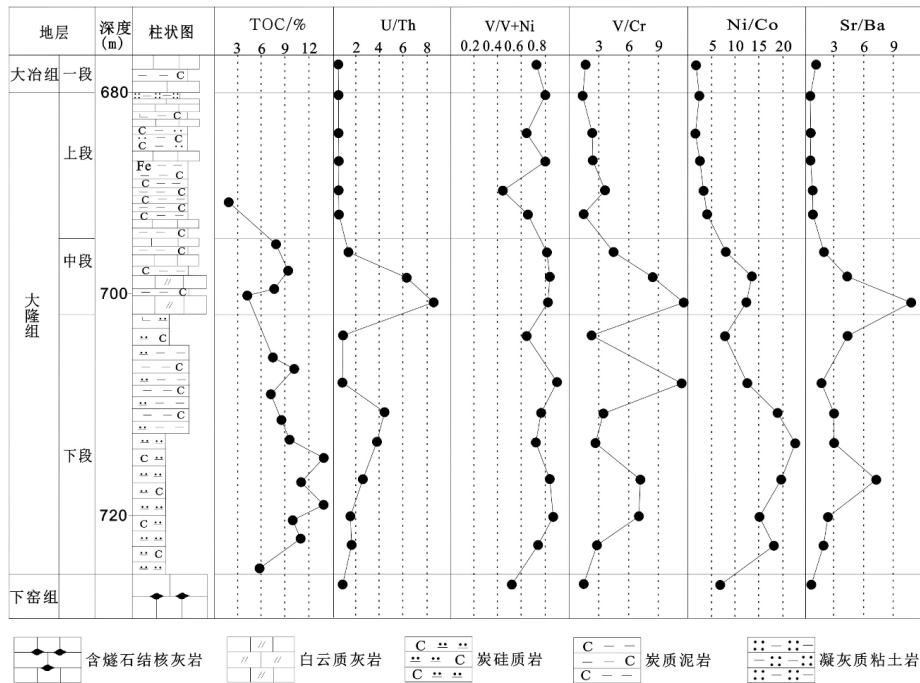 地层 深度(m) 柱状图 TOC/% U/Th V/V+Ni V/Cr Ni/Co Sr/Ba
3 6 9 12 0 2 4 6 8 0.2 0.4 0.6 0.8 3 6 9 5 10 15 20 0 3 6 9
大冶组 一段 C
680
C
C
C
C
上段
Fe
C
C
C
C
C
C
C
中段 C
C
700 C
大隆组
C
C
C
C
下段
C
C
C
720
C
C
下窑组
含燧石结核灰岩 白云质灰岩 C C C 炭硅质岩 C C C 炭质泥岩 凝灰质粘土岩